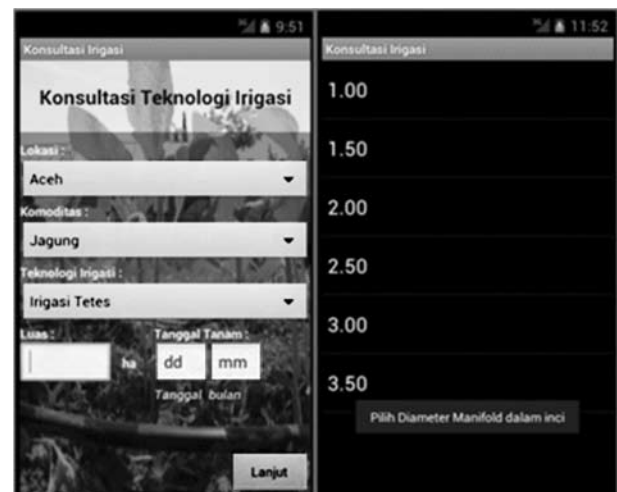 9:51
Konsultasi Irigasi
Konsultasi Teknologi Irigasi
Lokasi :
Aceh
Komoditas :
Jagung
Teknologi Irigasi :
Irigasi Tetes
Luas : Tanggal Tanam :
ha dd mm
Tanggal bulan
Lanjut
11:52
Konsultasi Irigasi
1.00
1.50
2.00
2.50
3.00
3.50
Pilih Diameter Manifold dalam inci